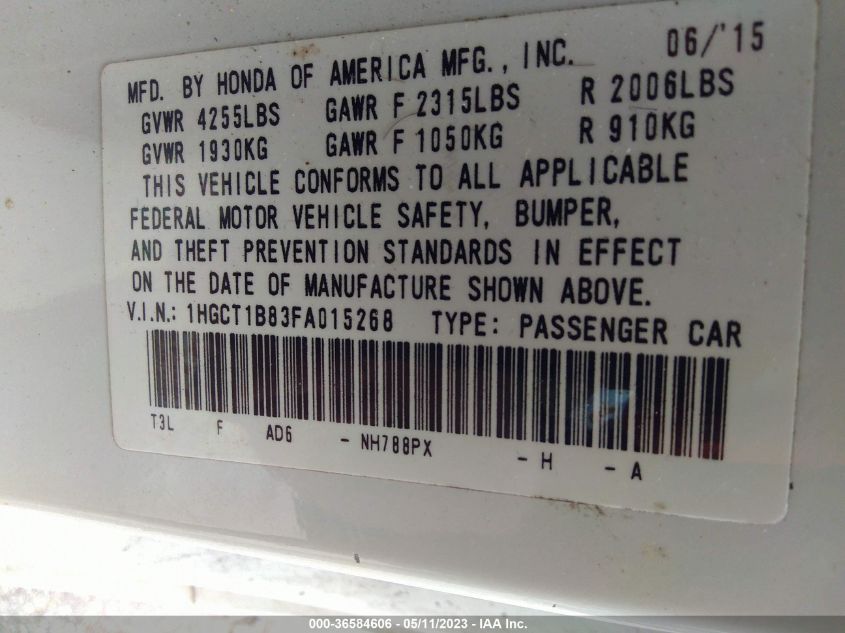 06/'15
MFD. BY HONDA OF AMERICA MFG., INC.
GVWR 4255LBS GAWR F 2315LBS R 2006LBS
GVWR 1930KG GAWR F 1050KG R 910KG
THIS VEHICLE CONFORMS TO ALL APPLICABLE
FEDERAL MOTOR VEHICLE SAFETY, BUMPER,
AND THEFT PREVENTION STANDARDS IN EFFECT
ON THE DATE OF MANUFACTURE SHOWN ABOVE.
V.I.N.: 1HGCT1B83FA015268 TYPE: PASSENGER CAR
T3L F AD6 - NH788PX - H - A
000-36584606 - 05/11/2023 - IAA Inc.